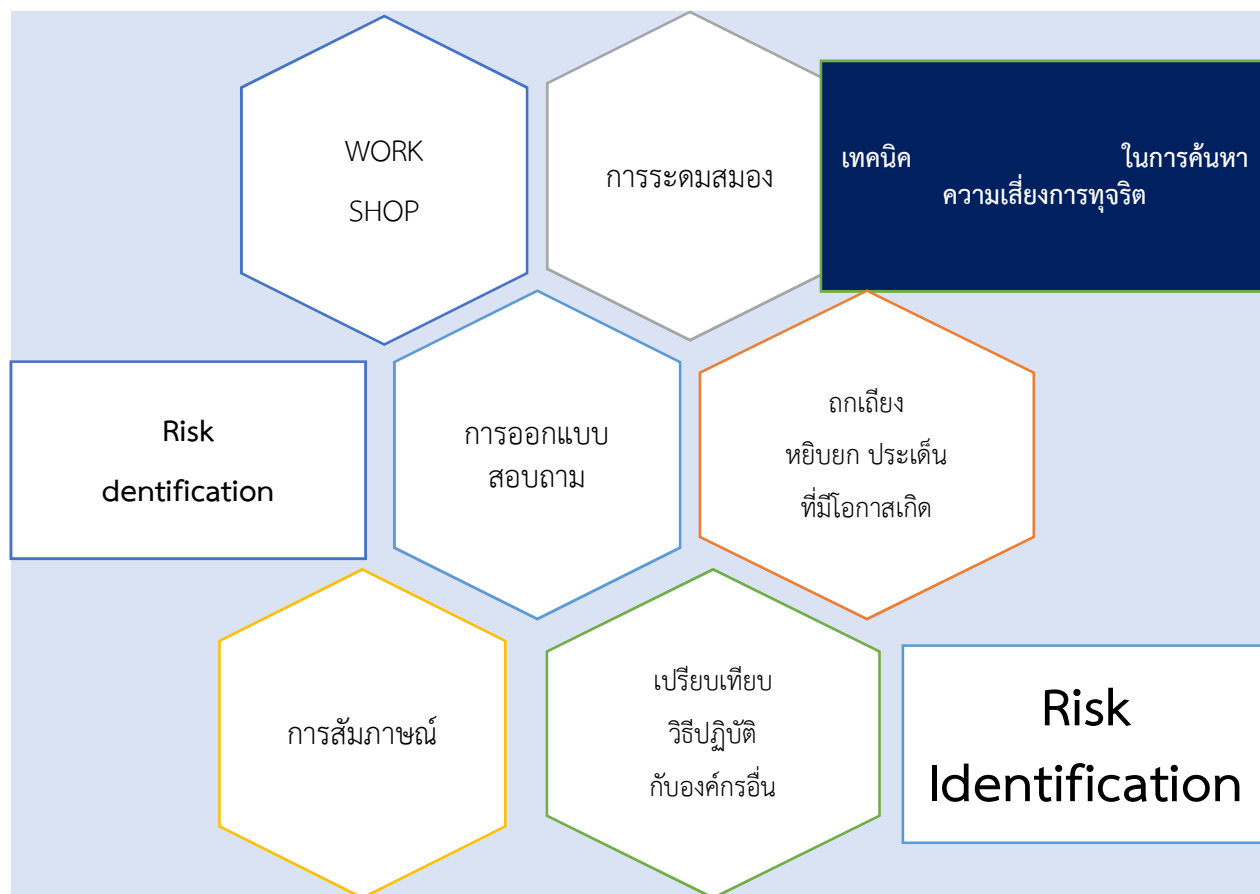 WORK
SHOP
การระดมสมอง
เทคนิค ในการค้นหา
ความเสี่ยงการทุจริต
Risk
dentification
การออกแบบ
สอบถาม
ถกเถียง
หยิบยก ประเด็น
ที่มีโอกาสเกิด
การสัมภาษณ์
เปรียบเทียบ
วิธีปฏิบัติ
กับองค์กรอื่น
Risk
Identification